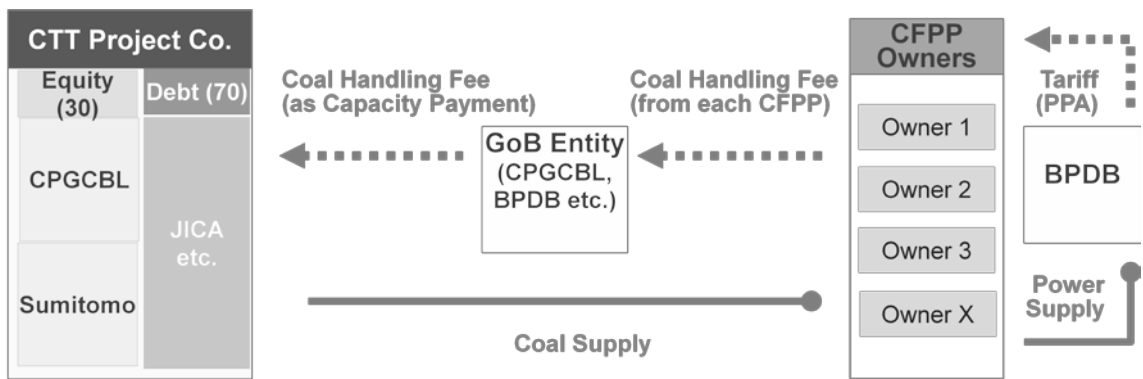 CTT Project Co.
Equity
(30)
Debt (70)
CPGCBL
Sumitomo
JICA
etc.
Coal Handling Fee
(as Capacity Payment)
GoB Entity
(CPGCBL,
BPDB etc.)
Coal Handling Fee
(from each CFPP)
Coal Supply
CFPP
Owners
Owner 1
Owner 2
Owner 3
Owner X
Tariff
(PPA)
BPDB
Power
Supply